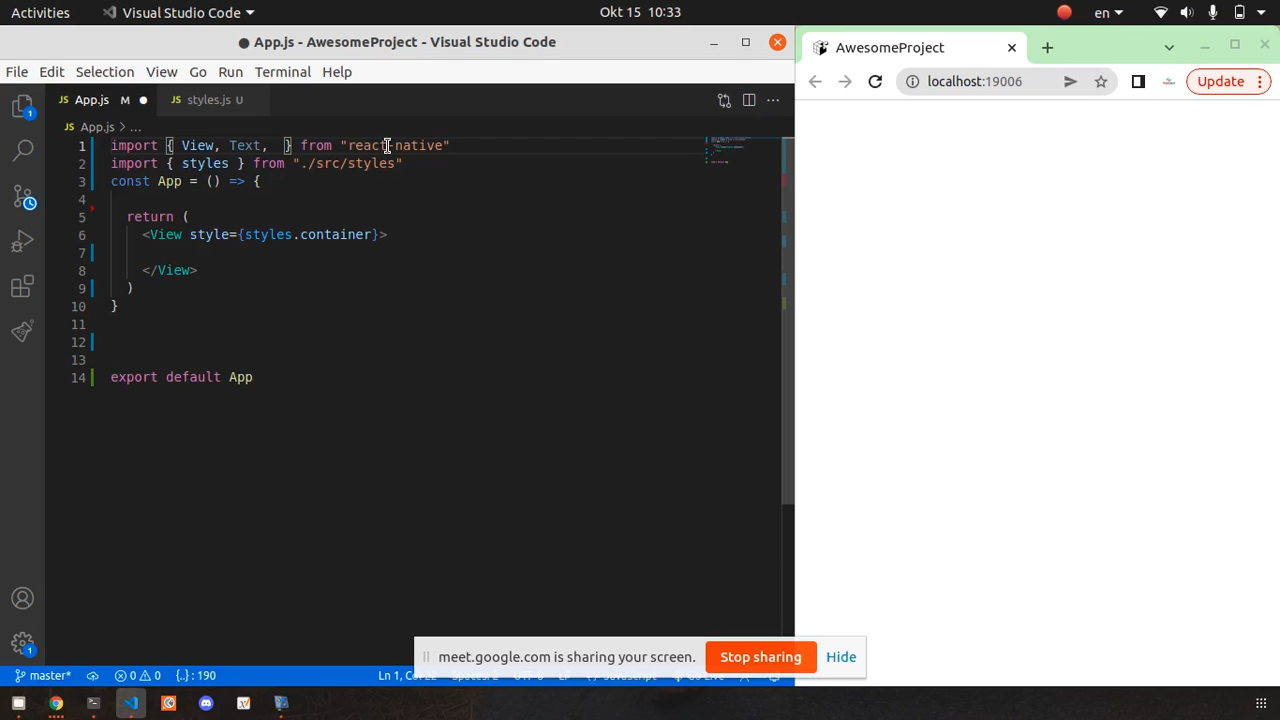 Activities
Visual Studio Code
Okt 15 10:33
en
App.js - AwesomeProject - Visual Studio Code
File Edit Selection View Go Run Terminal Help
App.js M
styles.js U
App.js > ...
1 import { View, Text,  } from "react-native"
2 import { styles } from "./src/styles"
3 const App = () => {
4
5 return (
6 <View style={styles.container}>
7
8 </View>
9 )
10 }
11
12
13
14 export default App
1
1
master*
0 0
{..} : 190
AwesomeProject
localhost:19006
Update
meet.google.com is sharing your screen.
Stop sharing
Hide